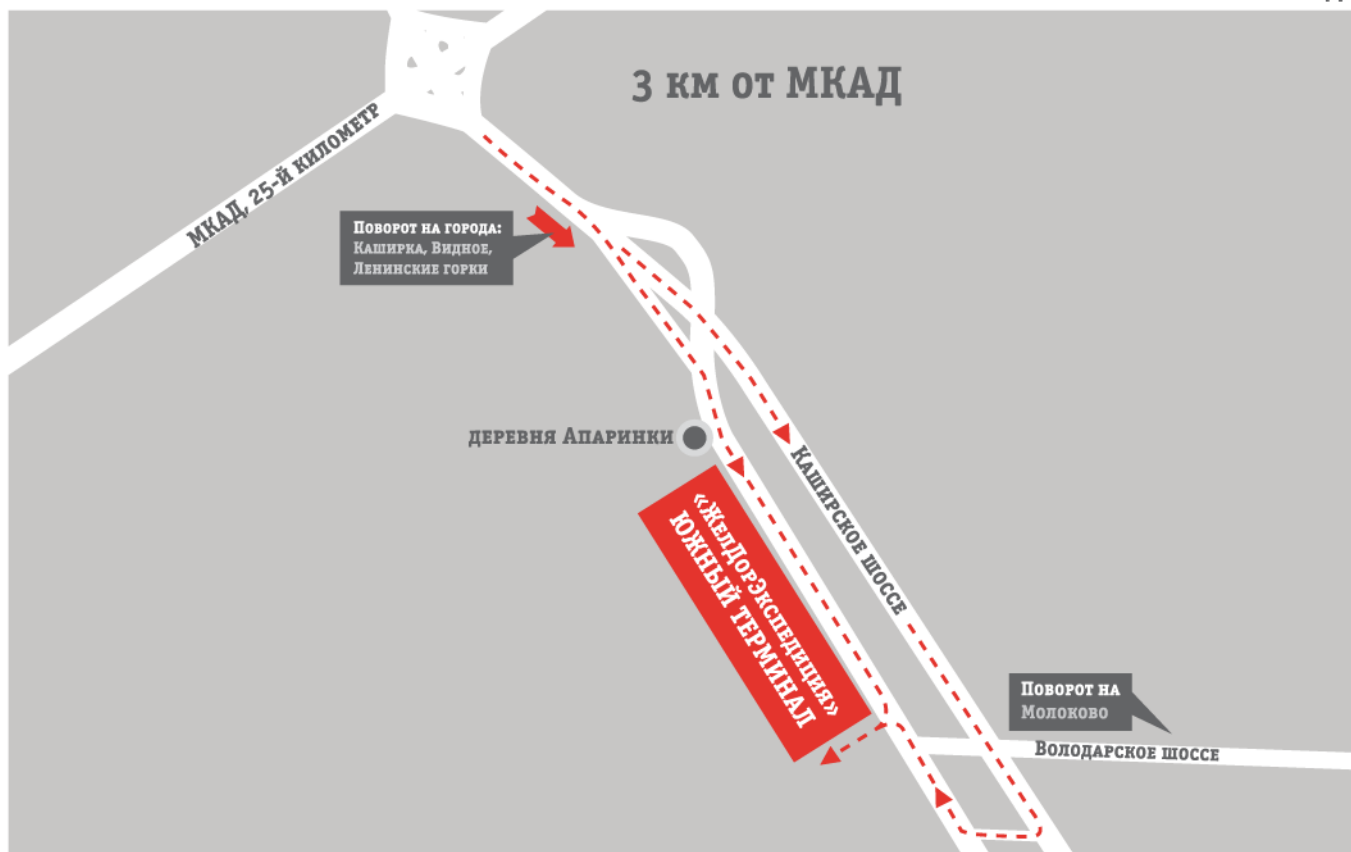 3 км от МКАД
МКАД, 25-й километр
Поворот на города:
Каширка, Видное,
Ленинские горки
деревня Апаринки
Каширское шоссе
«ЖелДорЭкспедиция»
Южный терминал
Поворот на
Молоково
Володарское шоссе